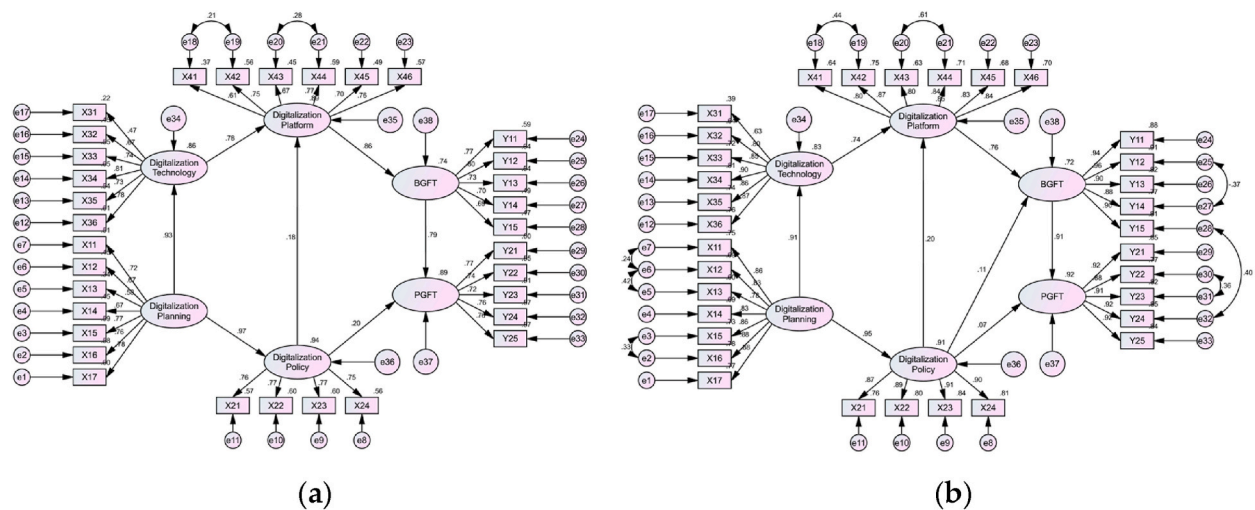 .21 .28
e18 e19 e20 e21 e22 e23
.37 .56 .45 .59 .49 .57
X41 X42 X43 X44 X45 X46
.61 .75 .67 .77 .70 .76
Digitalization
Platform
e35
e34
e38
.78
.86
.22
e17 X31
e16 X32
e15 X33
e14 X34
e13 X35
e12 X36
.47 .67 .74 .81 .73 .78
.86
Digitalization
Technology
e7 X11
e6 X12
e5 X13
e4 X14
e3 X15
e2 X16
e1 X17
.72 .67 .58 .67 .77 .76 .78
Digitalization
Planning
.93
.18
.97
.74
BGFT
.59
Y11 e24
Y12 e25
Y13 e26
Y14 e27
Y15 e28
.77 .80 .73 .70 .69
.79
.89
PGFT
Y21 e29
Y22 e30
Y23 e31
Y24 e32
Y25 e33
.77 .74 .72 .76 .76
.20
e37
.94
Digitalization
Policy
e36
.76 .77 .77 .75
.57 .60 .60 .56
X21 X22 X23 X24
e11 e10 e9 e8
(a)
.44 .61
e18 e19 e20 e21 e22 e23
.64 .75 .63 .71 .68 .70
X41 X42 X43 X44 X45 X46
.80 .87 .80 .84 .83 .84
Digitalization
Platform
e35
e34
e38
.74
.76
.39
e17 X31
e16 X32
e15 X33
e14 X34
e13 X35
e12 X36
.63 .80 .85 .90 .86 .87
.83
Digitalization
Technology
e7 X11
e6 X12
e5 X13
e4 X14
e3 X15
e2 X16
e1 X17
.24
.42
.33
.86 .83 .78 .83 .86 .88 .88
Digitalization
Planning
.91
.20
.95
.11
.72
BGFT
.88
Y11 e24
Y12 e25
Y13 e26
Y14 e27
Y15 e28
.94 .96 .90 .88 .90
-.37
.91
.92
PGFT
Y21 e29
Y22 e30
Y23 e31
Y24 e32
Y25 e33
.92 .88 .91 .92 .92
.36
.40
.07
e37
.91
Digitalization
Policy
e36
.87 .89 .91 .90
.76 .80 .84 .81
X21 X22 X23 X24
e11 e10 e9 e8
(b)